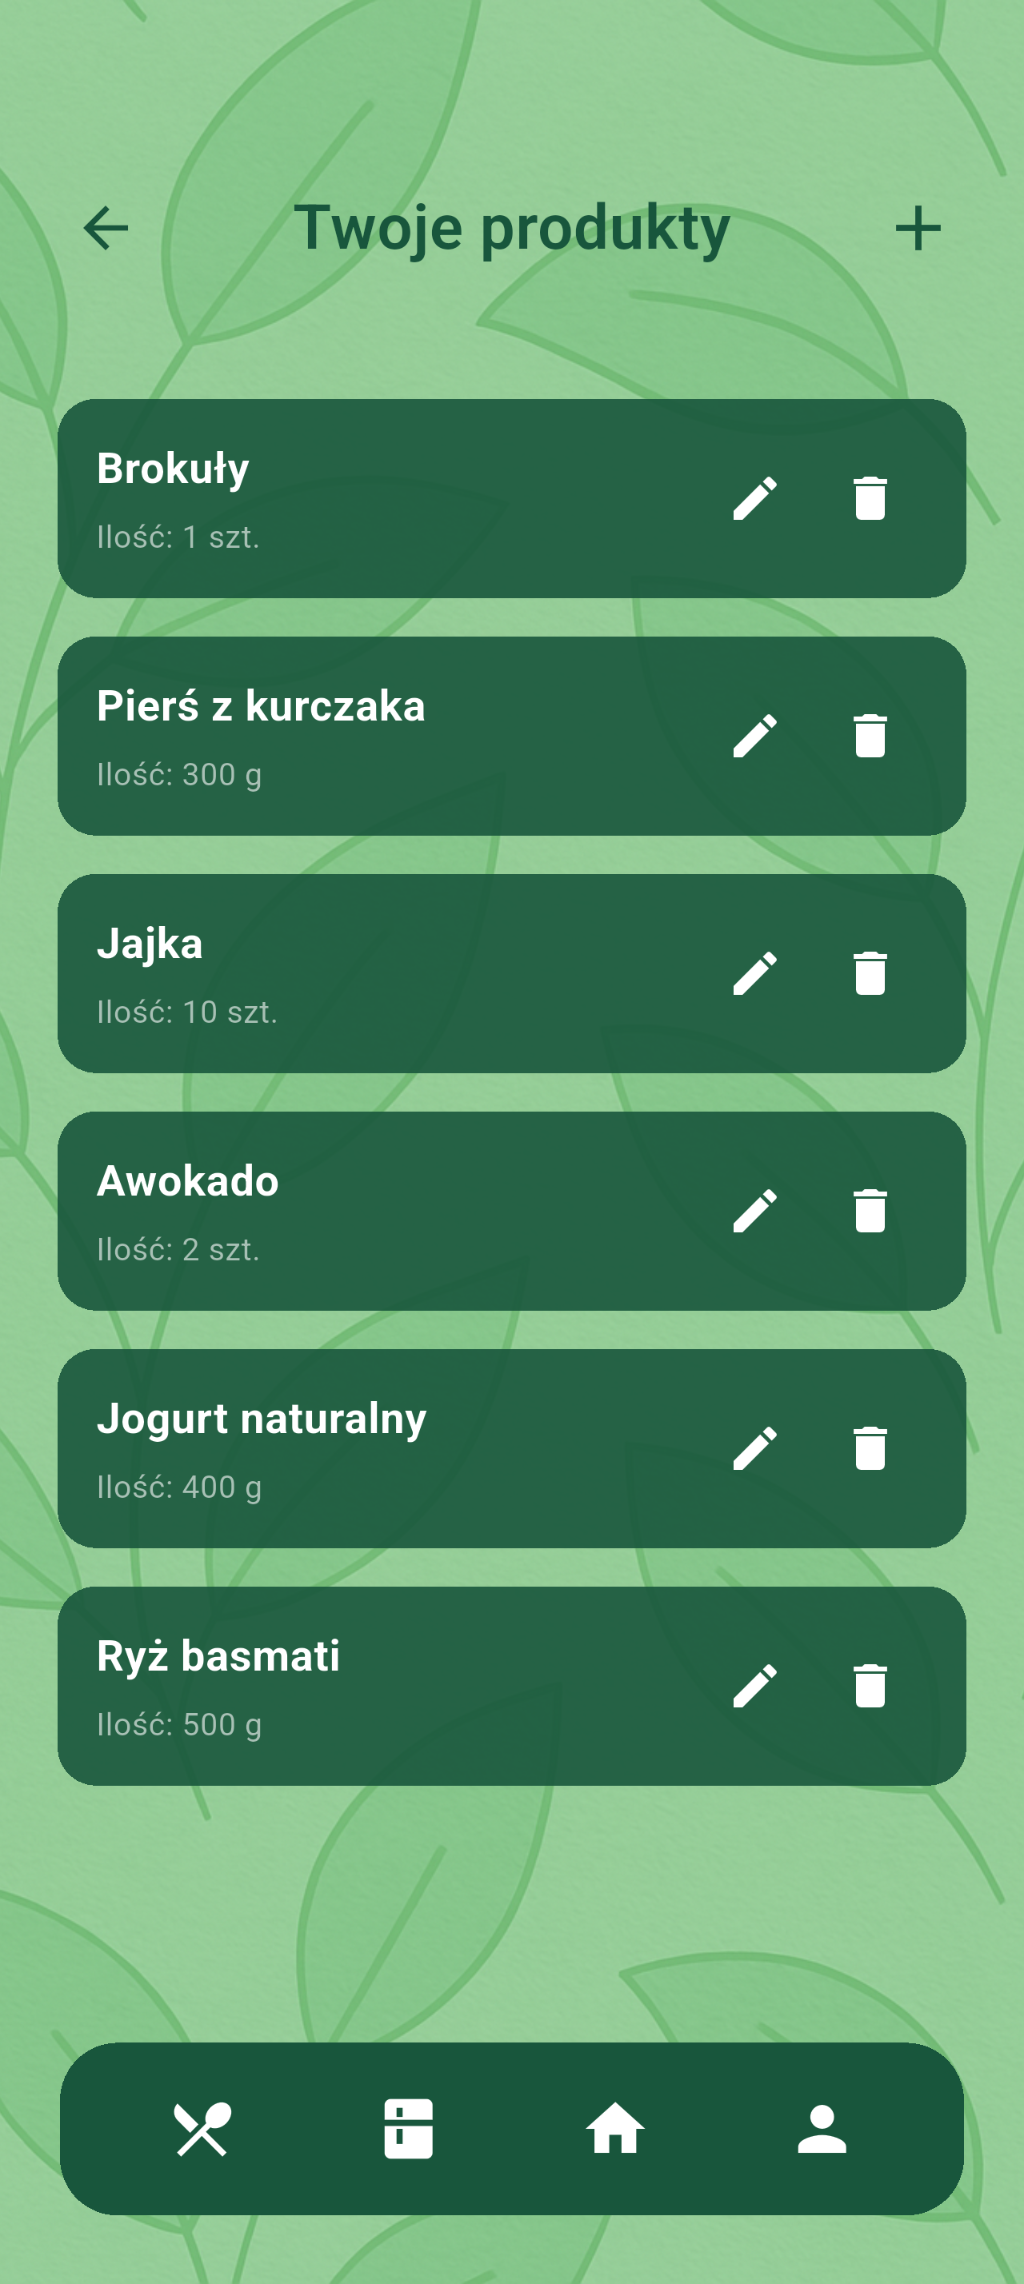 Twoje produkty
Brokuły
Ilość: 1 szt.
Pierś z kurczaka
Ilość: 300 g
Jajka
Ilość: 10 szt.
Awokado
Ilość: 2 szt.
Jogurt naturalny
Ilość: 400 g
Ryż basmati
Ilość: 500 g